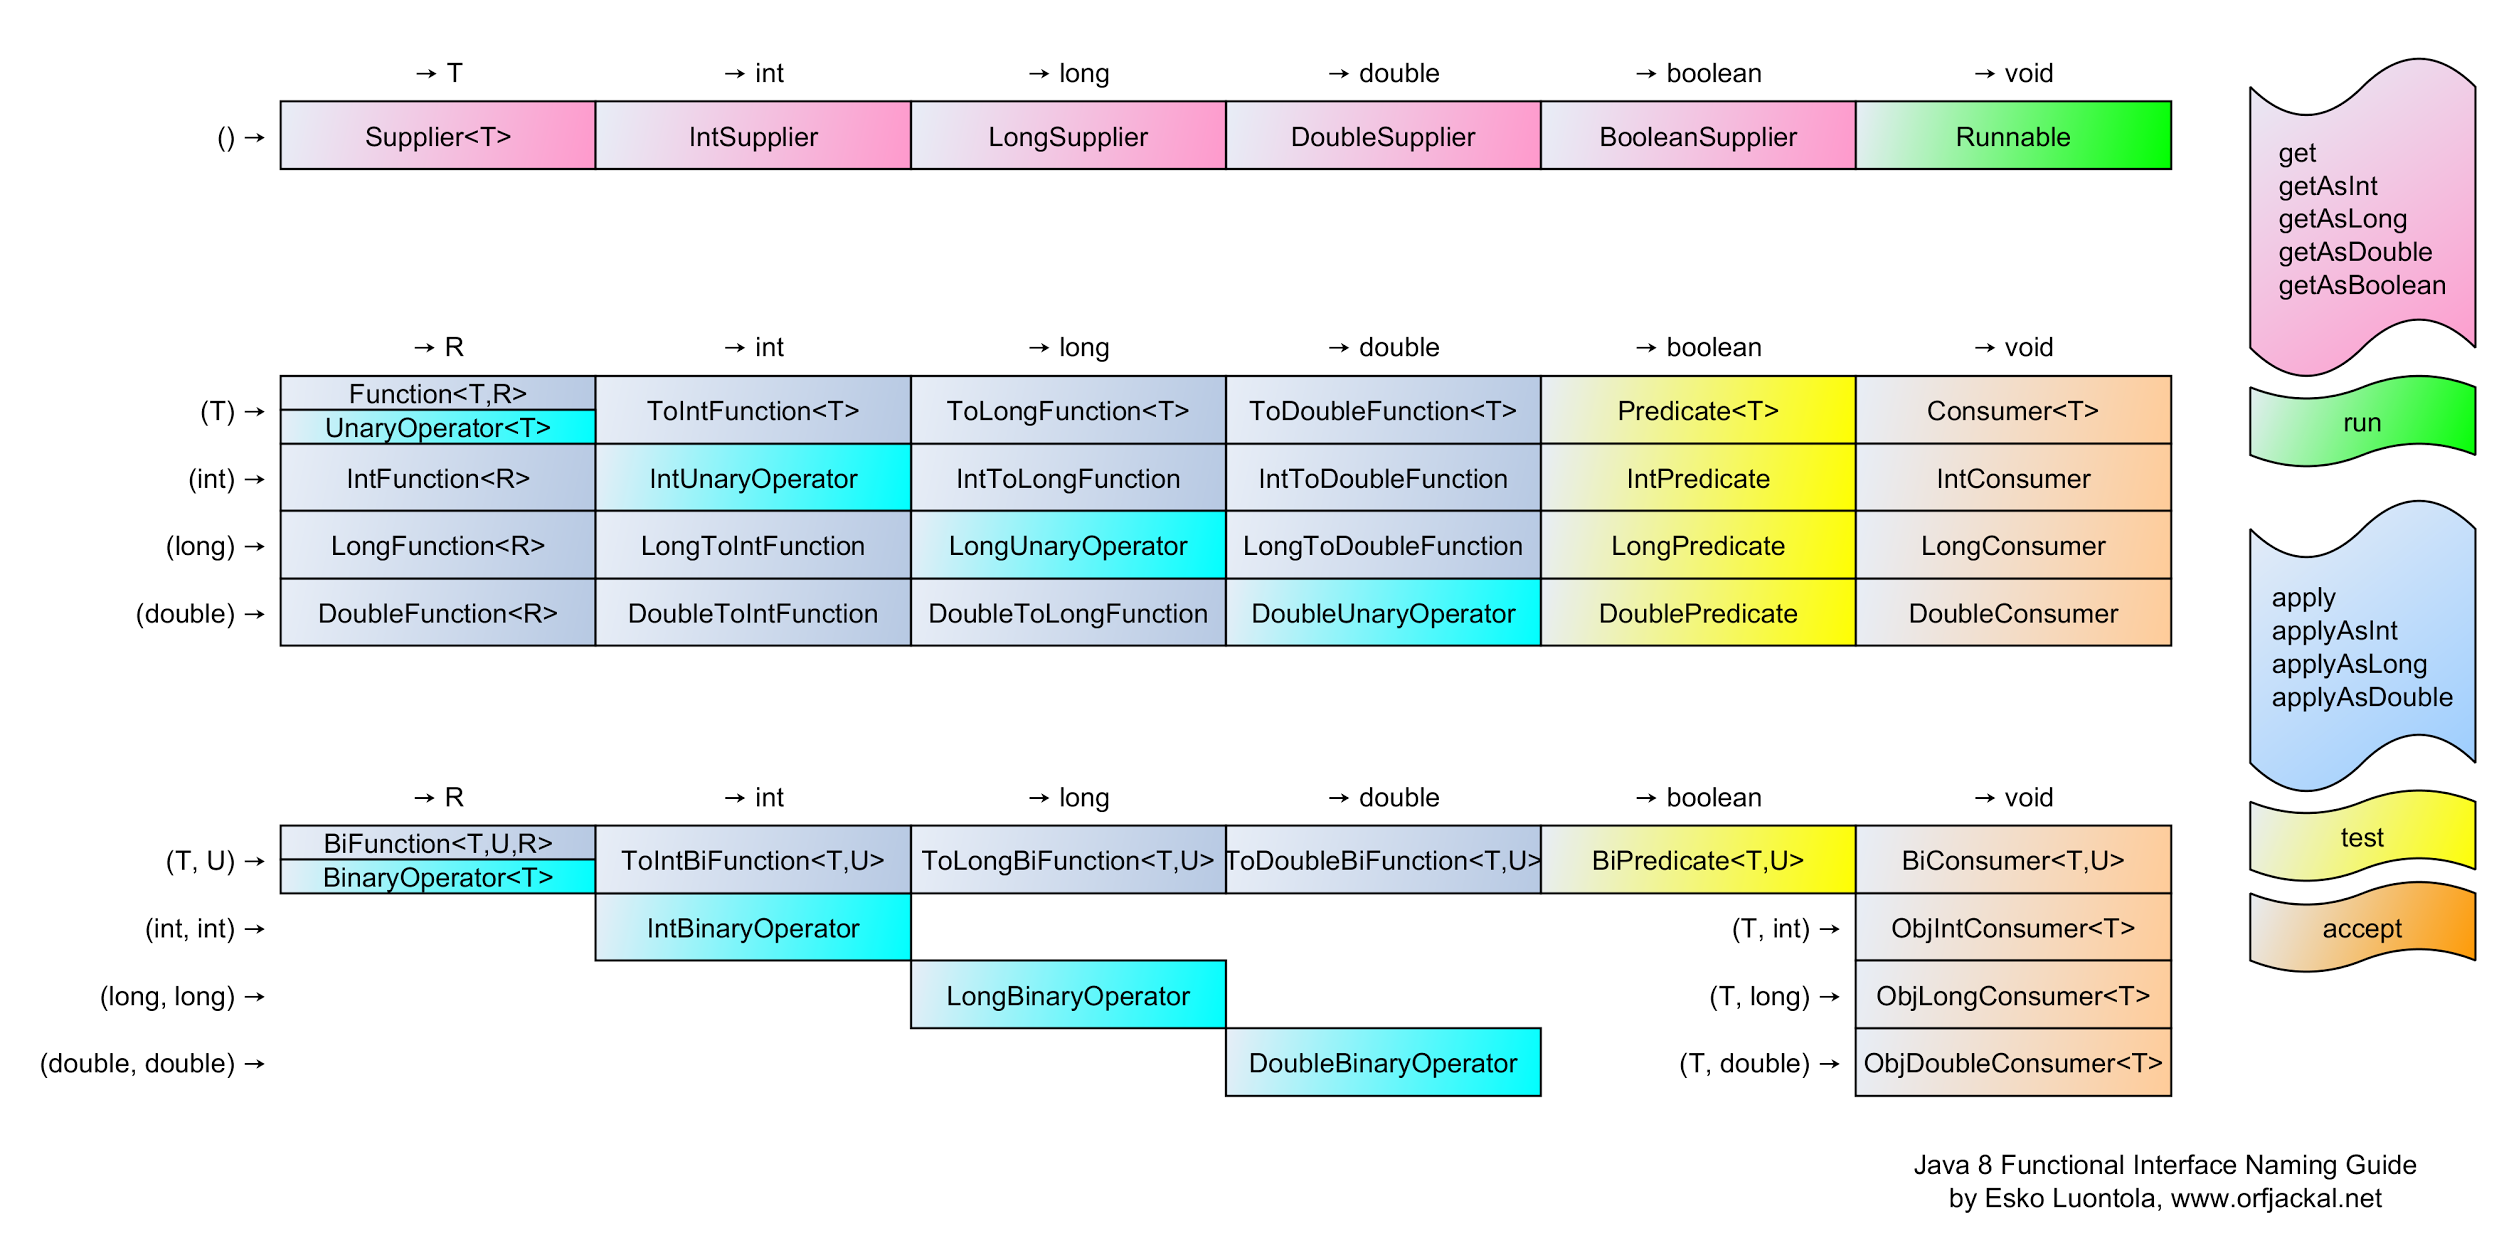 → T → int → long → double → boolean → void
() → Supplier<T> IntSupplier LongSupplier DoubleSupplier BooleanSupplier Runnable
→ R → int → long → double → boolean → void
Function<T,R>
(T) → ToIntFunction<T> ToLongFunction<T> ToDoubleFunction<T> Predicate<T> Consumer<T>
UnaryOperator<T>
(int) → IntFunction<R> IntUnaryOperator IntToLongFunction IntToDoubleFunction IntPredicate IntConsumer
(long) → LongFunction<R> LongToIntFunction LongUnaryOperator LongToDoubleFunction LongPredicate LongConsumer
(double) → DoubleFunction<R> DoubleToIntFunction DoubleToLongFunction DoubleUnaryOperator DoublePredicate DoubleConsumer
→ R → int → long → double → boolean → void
BiFunction<T,U,R>
(T, U) → ToIntBiFunction<T,U> ToLongBiFunction<T,U> ToDoubleBiFunction<T,U> BiPredicate<T,U> BiConsumer<T,U>
BinaryOperator<T>
(int, int) → IntBinaryOperator (T, int) → ObjIntConsumer<T>
(long, long) → LongBinaryOperator (T, long) → ObjLongConsumer<T>
(double, double) → DoubleBinaryOperator (T, double) → ObjDoubleConsumer<T>
get
getAsInt
getAsLong
getAsDouble
getAsBoolean
run
apply
applyAsInt
applyAsLong
applyAsDouble
test
accept
Java 8 Functional Interface Naming Guide
by Esko Luontola, www.orfjackal.net